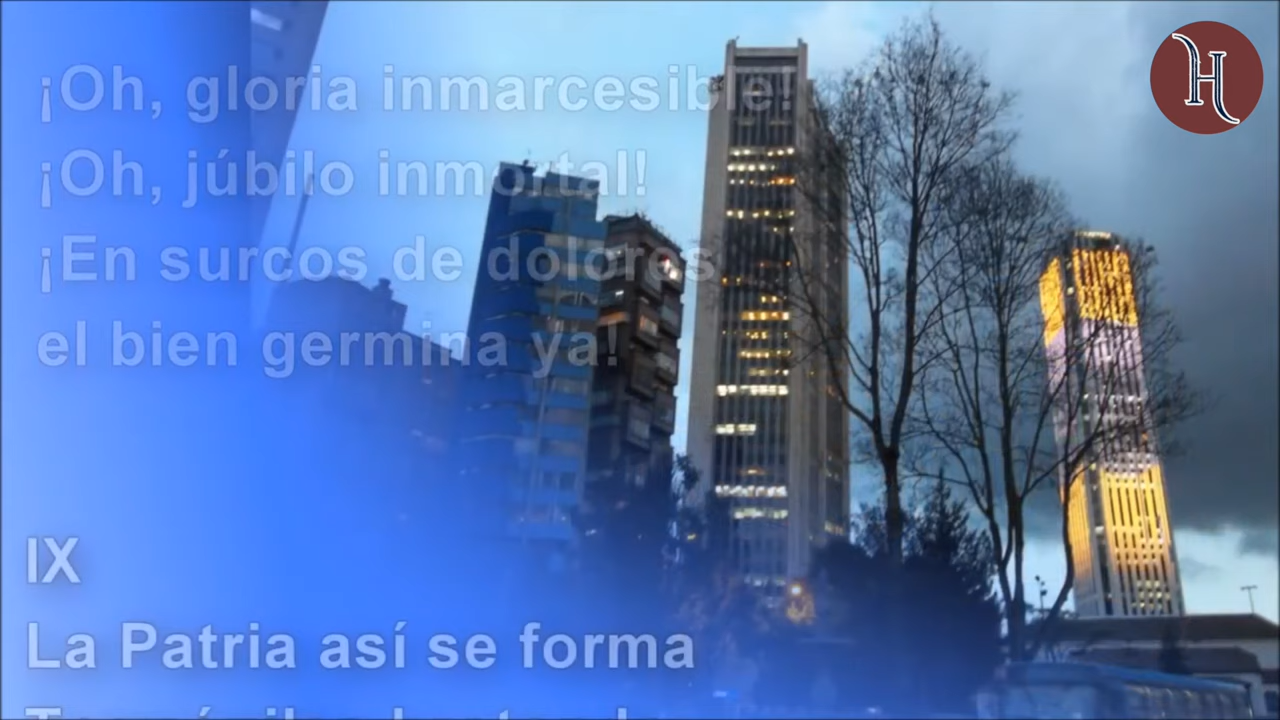 ¡Oh, gloria inmarcesible!
¡Oh, júbilo inmortal!
¡En surcos de dolores
el bien germina ya!
IX
La Patria así se forma
H